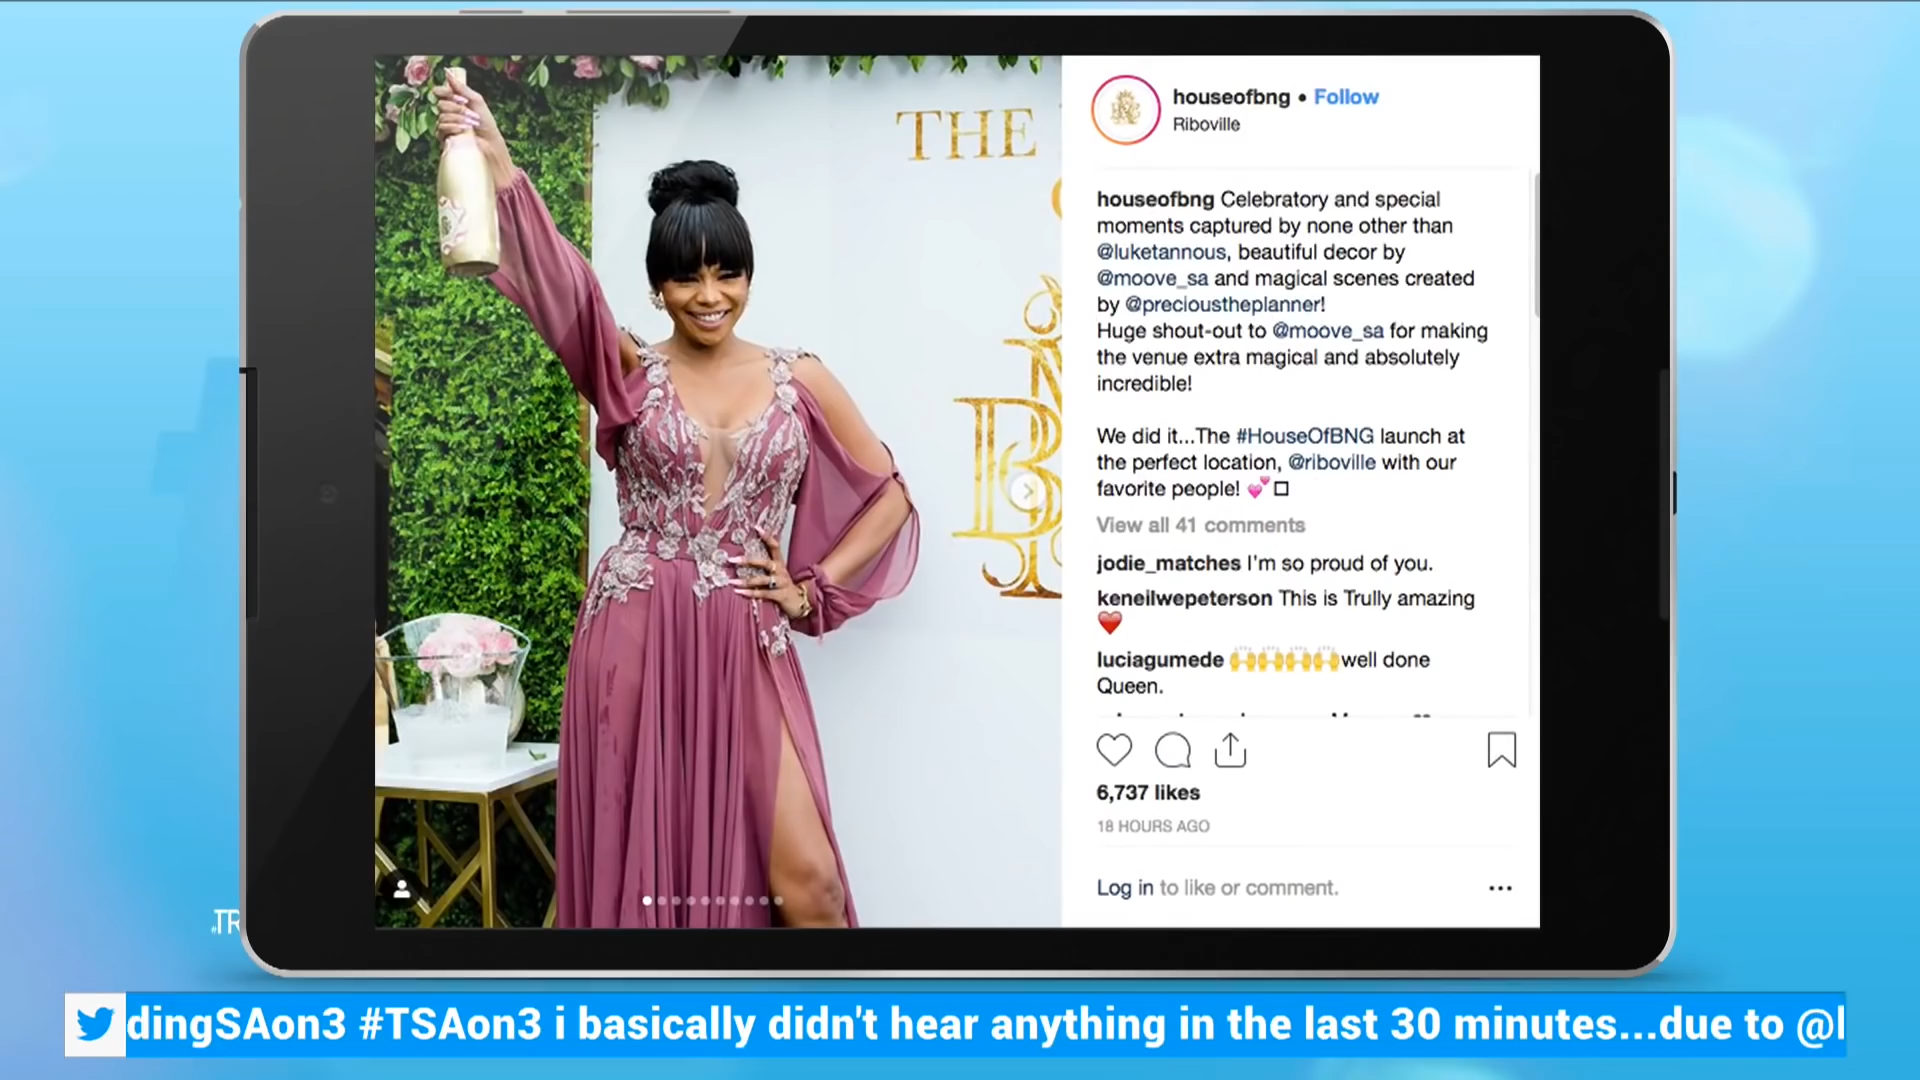 THE
houseofbng • Follow
Riboville
houseofbng Celebratory and special
moments captured by none other than
@luketannous, beautiful decor by
@moove_sa and magical scenes created
by @precioustheplanner!
Huge shout-out to @moove_sa for making
the venue extra magical and absolutely
incredible!
We did it...The #HouseOfBNG launch at
the perfect location, @riboville with our
favorite people! 💕□
View all 41 comments
jodie_matches I'm so proud of you.
keneilwepeterson This is Trully amazing
❤️
luciagumede 🙌🙌🙌🙌well done
Queen.
6,737 likes
18 HOURS AGO
Log in to like or comment.
#TR
dingSAon3 #TSAon3 i basically didn't hear anything in the last 30 minutes...due to @l